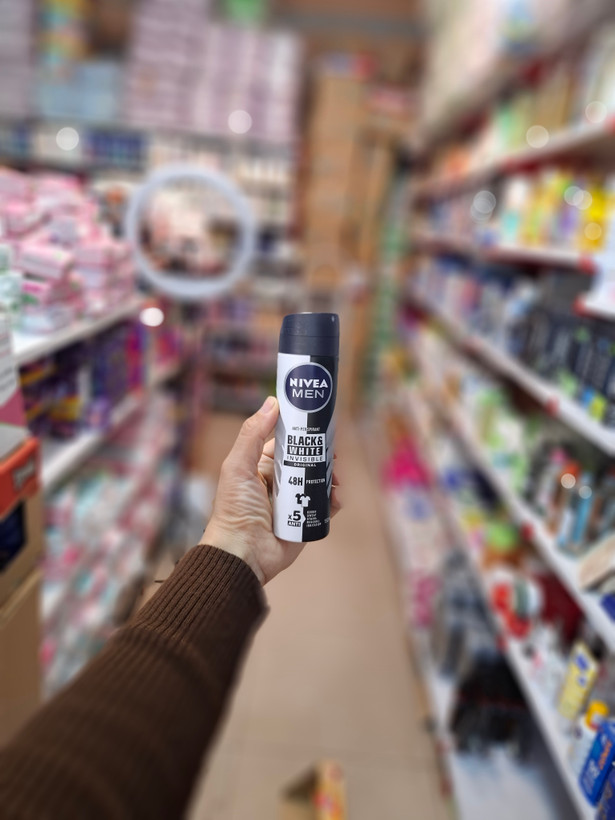 NIVEA
MEN
ANTI-PERSPIRANT
BLACK&
WHITE
INVISIBLE
ORIGINAL
48H PROTECTION
x5
ANTI